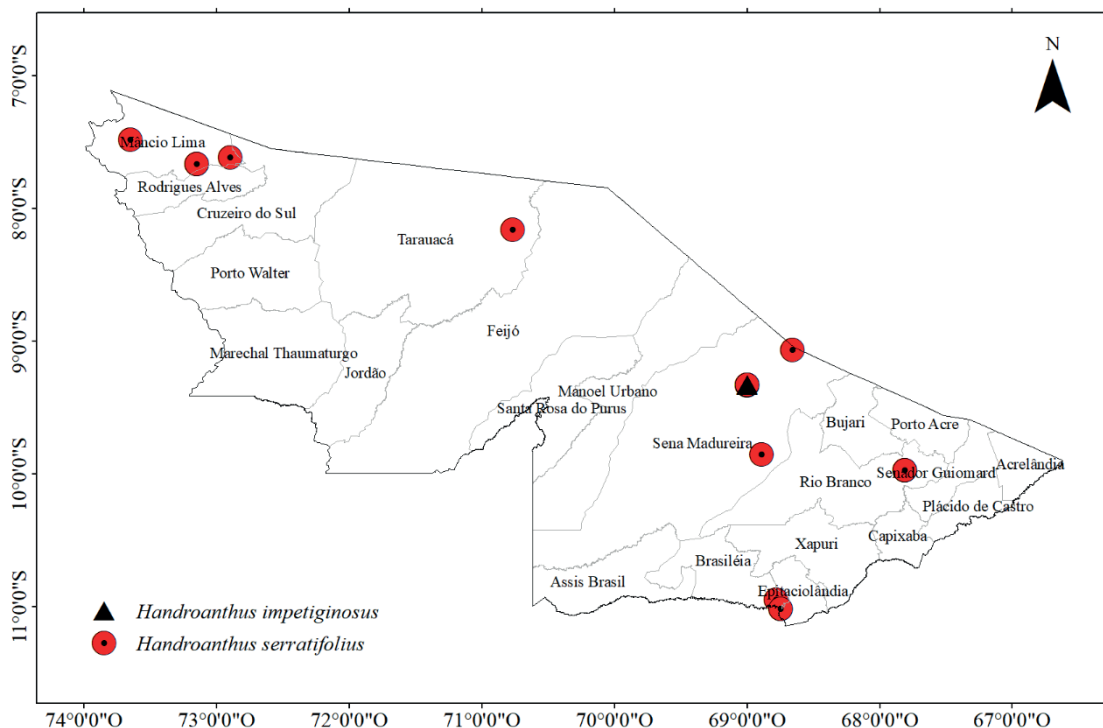 N
7°0'0"S
8°0'0"S
9°0'0"S
10°0'0"S
11°0'0"S
Mâncio Lima
Rodrigues Alves
Cruzeiro do Sul
Tarauacá
Porto Walter
Feijó
Marechal Thaumaturgo
Jordão
Manoel Urbano
Santa Rosa do Purus
Bujari
Porto Acre
Sena Madureira
Acrelândia
Senador Guiomard
Rio Branco
Plácido de Castro
Capixaba
Xapuri
Brasiléia
Assis Brasil
Epitaciolândia
Handroanthus impetiginosus
Handroanthus serratifolius
74°0'0"O 73°0'0"O 72°0'0"O 71°0'0"O 70°0'0"O 69°0'0"O 68°0'0"O 67°0'0"O